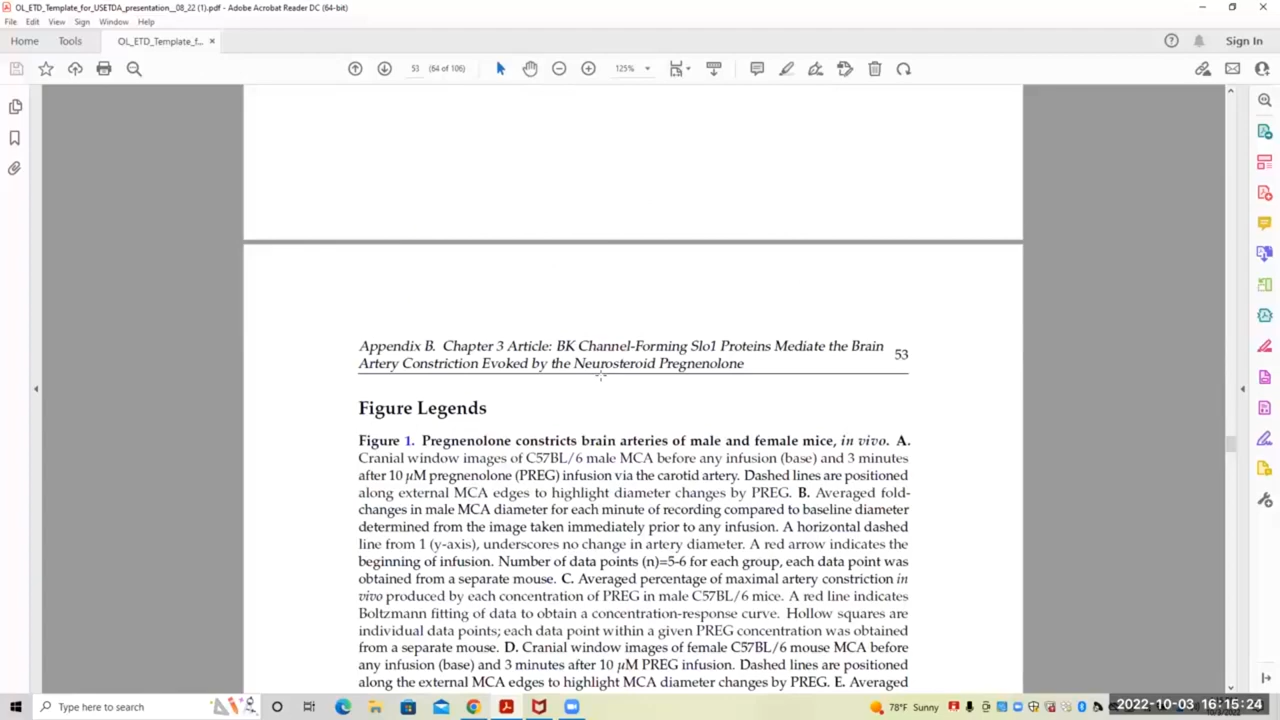 OL_ETD_Template_for_USETDA_presentation__08_22 (1).pdf - Adobe Acrobat Reader DC (64-bit)
File Edit View Sign Window Help
Home Tools OL_ETD_Template_f... × Sign In
53 (64 of 106) 125%
Appendix B. Chapter 3 Article: BK Channel-Forming Slo1 Proteins Mediate the Brain
Artery Constriction Evoked by the Neurosteroid Pregnenolone
53
Figure Legends
Figure 1. Pregnenolone constricts brain arteries of male and female mice, in vivo. A.
Cranial window images of C57BL/6 male MCA before any infusion (base) and 3 minutes
after 10 µM pregnenolone (PREG) infusion via the carotid artery. Dashed lines are positioned
along external MCA edges to highlight diameter changes by PREG. B. Averaged fold-
changes in male MCA diameter for each minute of recording compared to baseline diameter
determined from the image taken immediately prior to any infusion. A horizontal dashed
line from 1 (y-axis), underscores no change in artery diameter. A red arrow indicates the
beginning of infusion. Number of data points (n)=5-6 for each group, each data point was
obtained from a separate mouse. C. Averaged percentage of maximal artery constriction in
vivo produced by each concentration of PREG in male C57BL/6 mice. A red line indicates
Boltzmann fitting of data to obtain a concentration-response curve. Hollow squares are
individual data points; each data point within a given PREG concentration was obtained
from a separate mouse. D. Cranial window images of female C57BL/6 mouse MCA before
any infusion (base) and 3 minutes after 10 µM PREG infusion. Dashed lines are positioned
along the external MCA edges to highlight MCA diameter changes by PREG. E. Averaged
Type here to search
78°F Sunny
2022-10-03 16:15:24